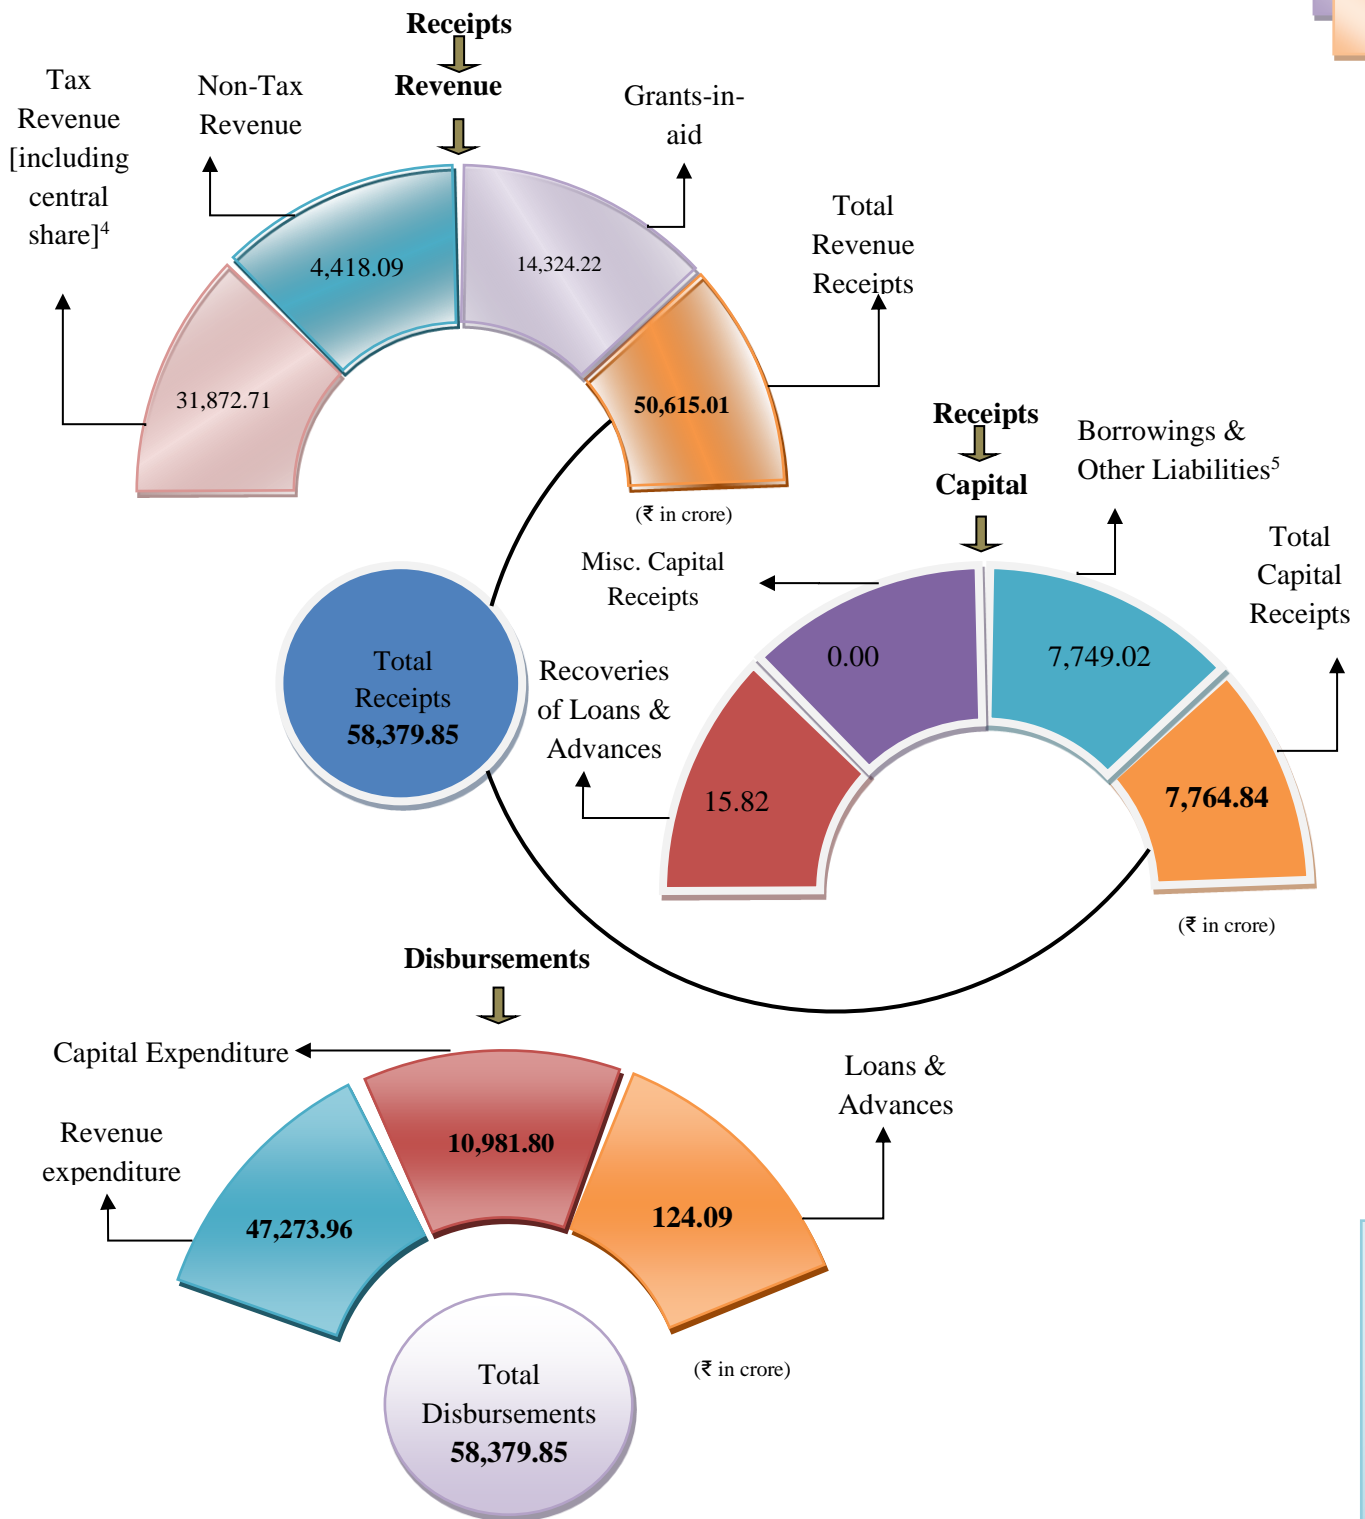 Receipts
Revenue
Tax
Revenue
[including
central
share]4
Non-Tax
Revenue
Grants-in-
aid
Total
Revenue
Receipts
31,872.71
4,418.09
14,324.22
50,615.01
(₹ in crore)
Receipts
Capital
Borrowings &
Other Liabilities5
Total
Capital
Receipts
Misc. Capital
Receipts
Recoveries
of Loans &
Advances
15.82
0.00
7,749.02
7,764.84
(₹ in crore)
Total
Receipts
58,379.85
Disbursements
Capital Expenditure
Revenue
expenditure
Loans &
Advances
47,273.96
10,981.80
124.09
(₹ in crore)
Total
Disbursements
58,379.85